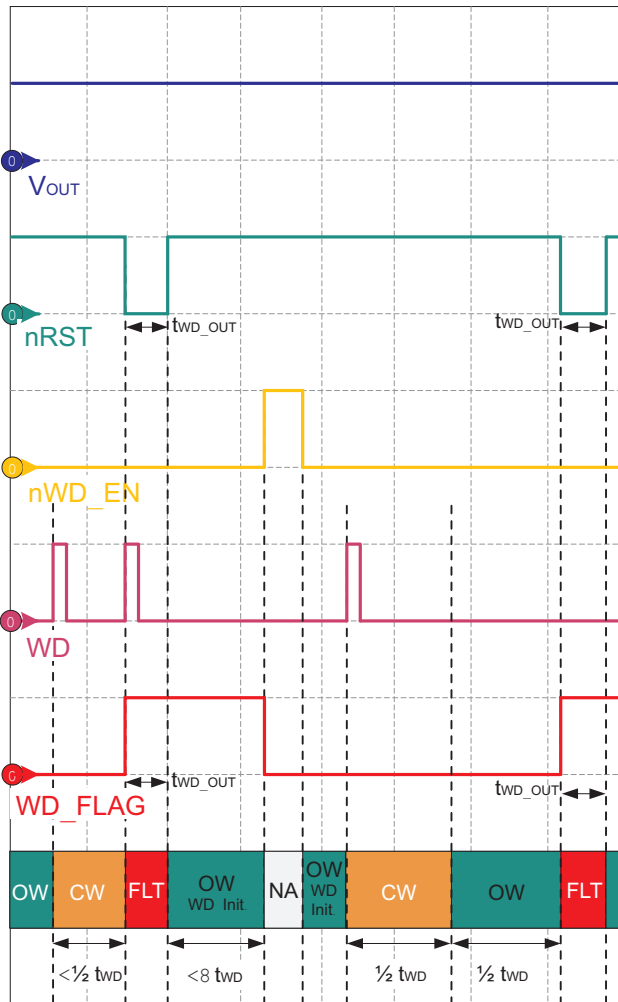 0
VOUT
0
nRST
tWD_OUT
tWD_OUT
0
nWD_EN
0
WD
0
WD_FLAG
tWD_OUT
tWD_OUT
OW
CW
FLT
OW
WD Init.
NA
OW
WD
Init.
CW
OW
FLT
<½ tWD
<8 tWD
½ tWD
½ tWD